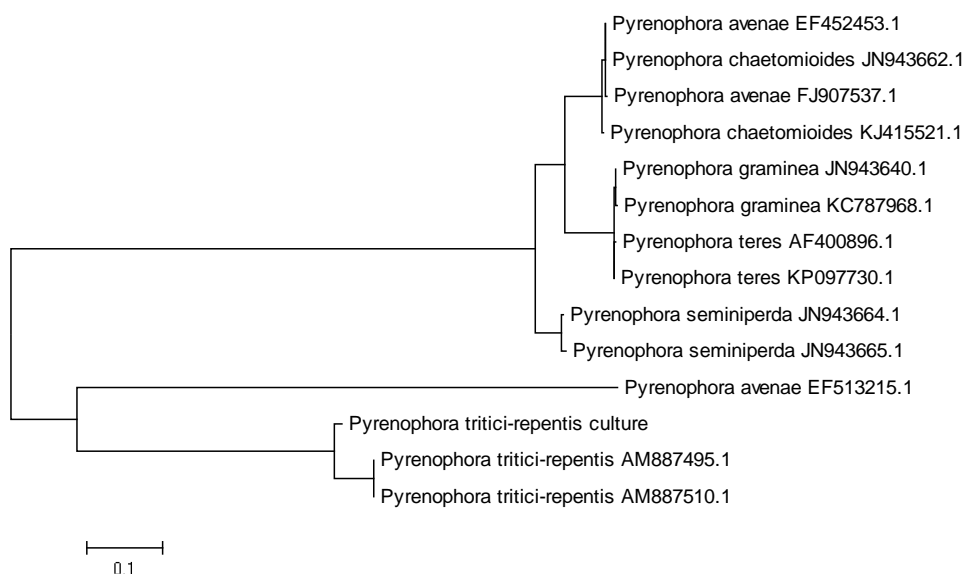 Pyrenophora avenae EF452453.1
Pyrenophora chaetomioides JN943662.1
Pyrenophora avenae FJ907537.1
Pyrenophora chaetomioides KJ415521.1
Pyrenophora graminea JN943640.1
Pyrenophora graminea KC787968.1
Pyrenophora teres AF400896.1
Pyrenophora teres KP097730.1
Pyrenophora seminiperda JN943664.1
Pyrenophora seminiperda JN943665.1
Pyrenophora avenae EF513215.1
Pyrenophora tritici-repentis culture
Pyrenophora tritici-repentis AM887495.1
Pyrenophora tritici-repentis AM887510.1
0.1